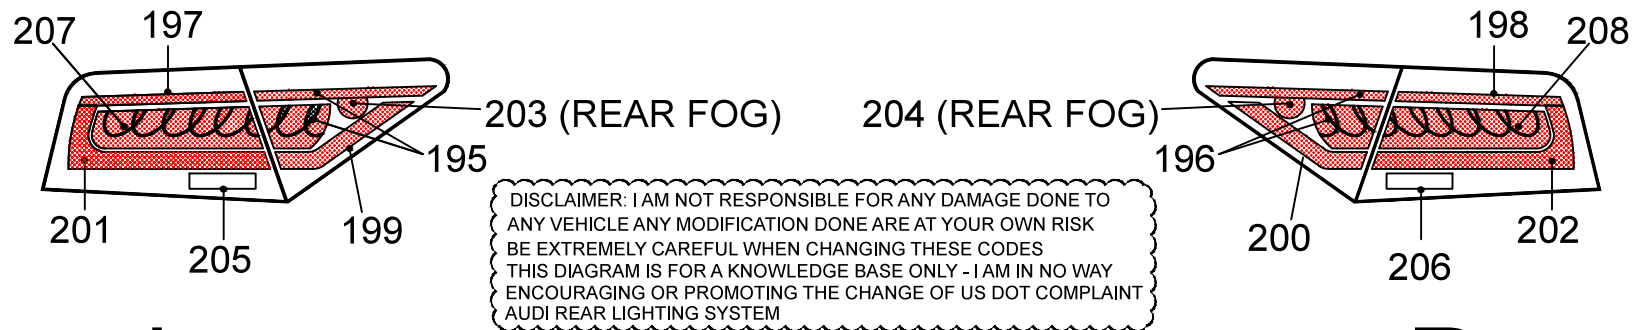 207
197
198
208
203 (REAR FOG)
204 (REAR FOG)
195
196
201
205
199
200
206
202
DISCLAIMER: I AM NOT RESPONSIBLE FOR ANY DAMAGE DONE TO
ANY VEHICLE ANY MODIFICATION DONE ARE AT YOUR OWN RISK
BE EXTREMELY CAREFUL WHEN CHANGING THESE CODES
THIS DIAGRAM IS FOR A KNOWLEDGE BASE ONLY - I AM IN NO WAY
ENCOURAGING OR PROMOTING THE CHANGE OF US DOT COMPLAINT
AUDI REAR LIGHTING SYSTEM